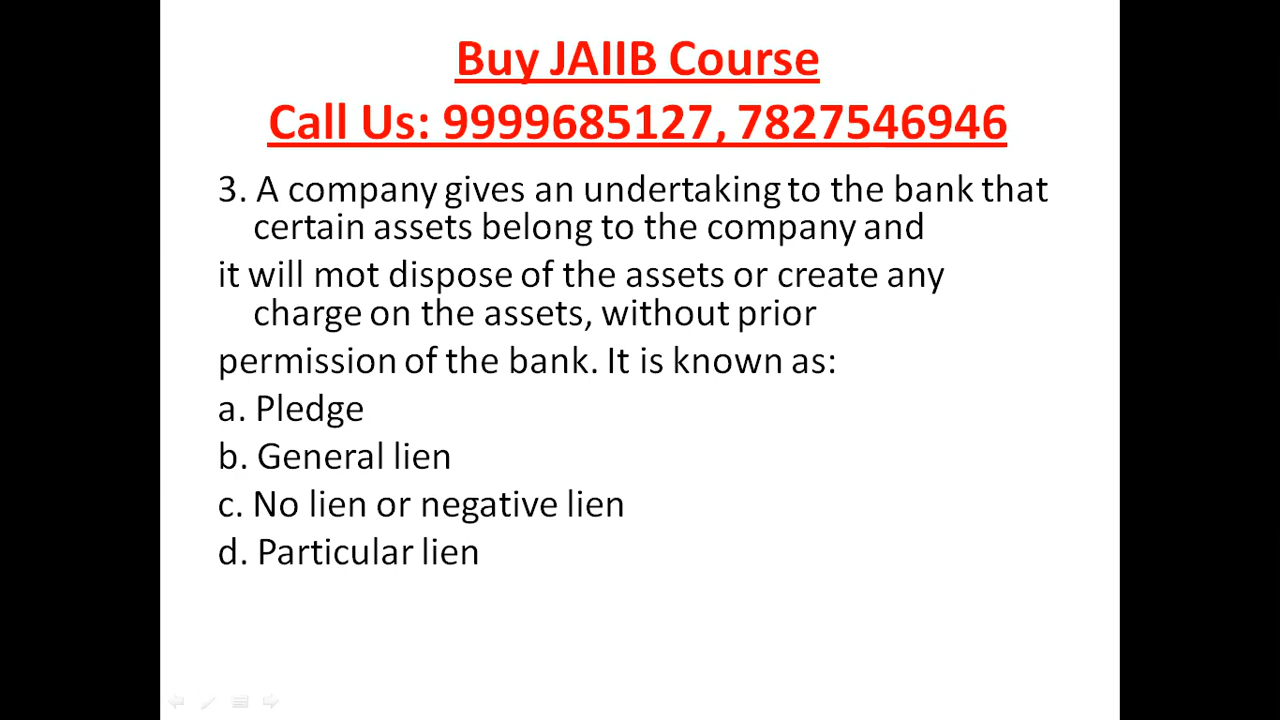 Buy JAIIB Course
Call Us: 9999685127, 7827546946
3. A company gives an undertaking to the bank that
certain assets belong to the company and
it will mot dispose of the assets or create any
charge on the assets, without prior
permission of the bank. It is known as:
a. Pledge
b. General lien
c. No lien or negative lien
d. Particular lien